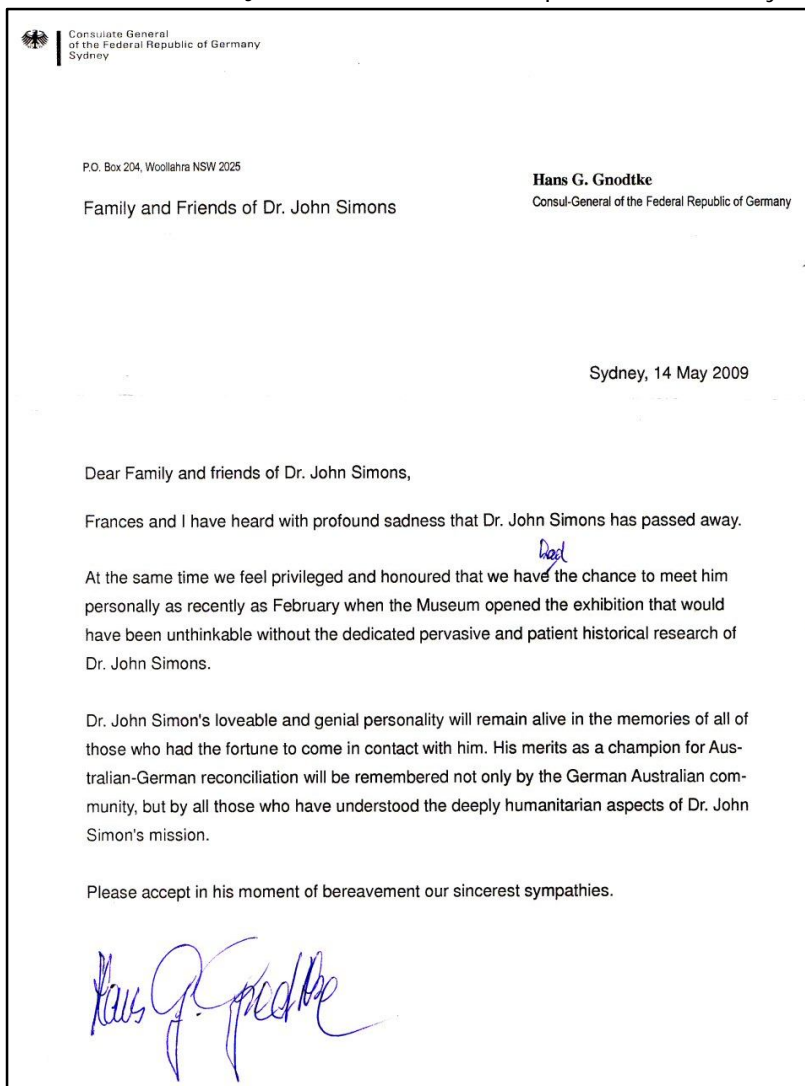 Consulate General
of the Federal Republic of Germany
Sydney
P.O. Box 204, Woollahra NSW 2025
Family and Friends of Dr. John Simons
Hans G. Gnodtke
Consul-General of the Federal Republic of Germany
Sydney, 14 May 2009
Dear Family and friends of Dr. John Simons,
Frances and I have heard with profound sadness that Dr. John Simons has passed away.
had
At the same time we feel privileged and honoured that we have the chance to meet him
personally as recently as February when the Museum opened the exhibition that would
have been unthinkable without the dedicated pervasive and patient historical research of
Dr. John Simons.
Dr. John Simon's loveable and genial personality will remain alive in the memories of all of
those who had the fortune to come in contact with him. His merits as a champion for Aus-
tralian-German reconciliation will be remembered not only by the German Australian com-
munity, but by all those who have understood the deeply humanitarian aspects of Dr. John
Simon's mission.
Please accept in his moment of bereavement our sincerest sympathies.
Hans G. Gnodtke